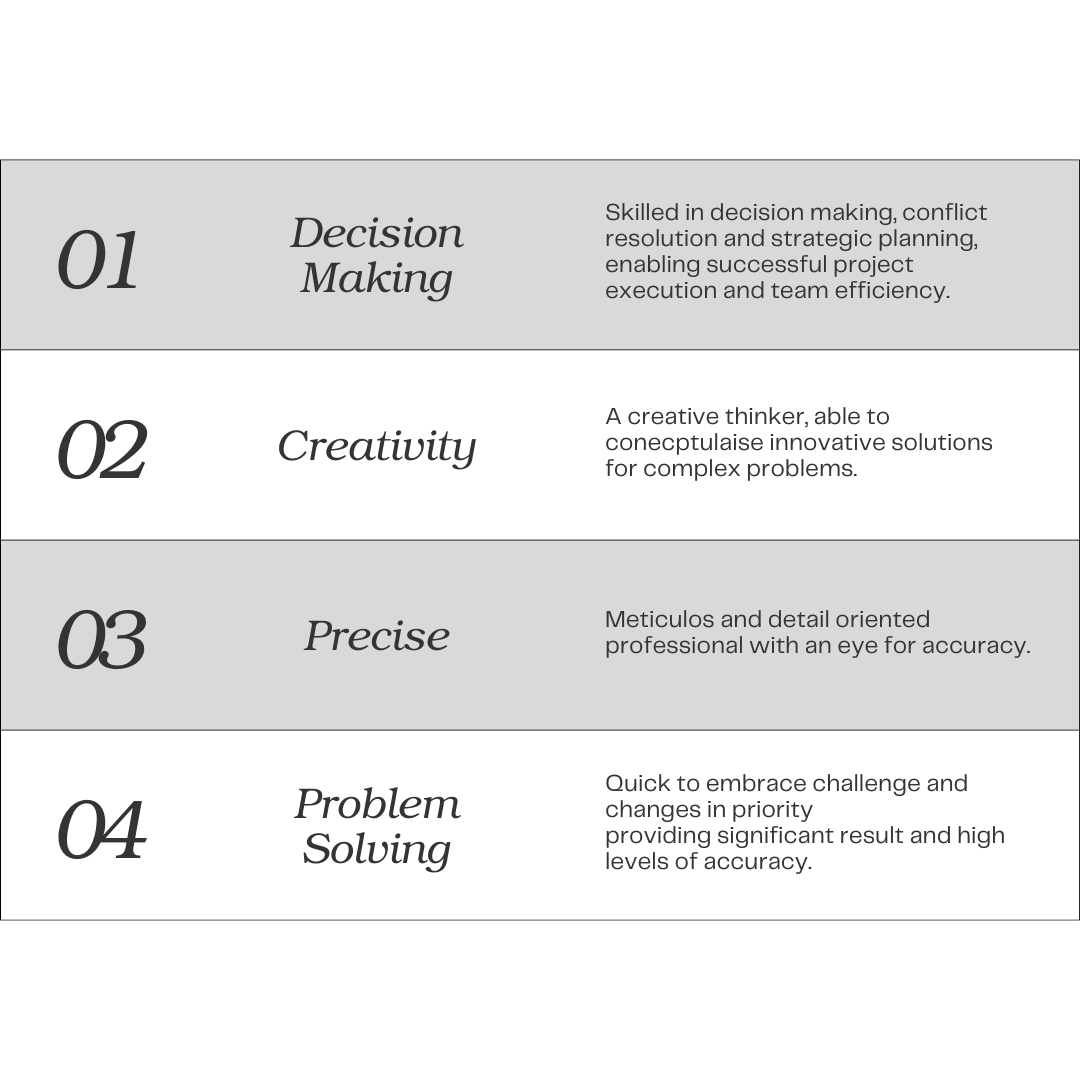 01
Decision
Making
Skilled in decision making, conflict
resolution and strategic planning,
enabling successful project
execution and team efficiency.
02
Creativity
A creative thinker, able to
conecptulaise innovative solutions
for complex problems.
03
Precise
Meticulos and detail oriented
professional with an eye for accuracy.
04
Problem
Solving
Quick to embrace challenge and
changes in priority
providing significant result and high
levels of accuracy.